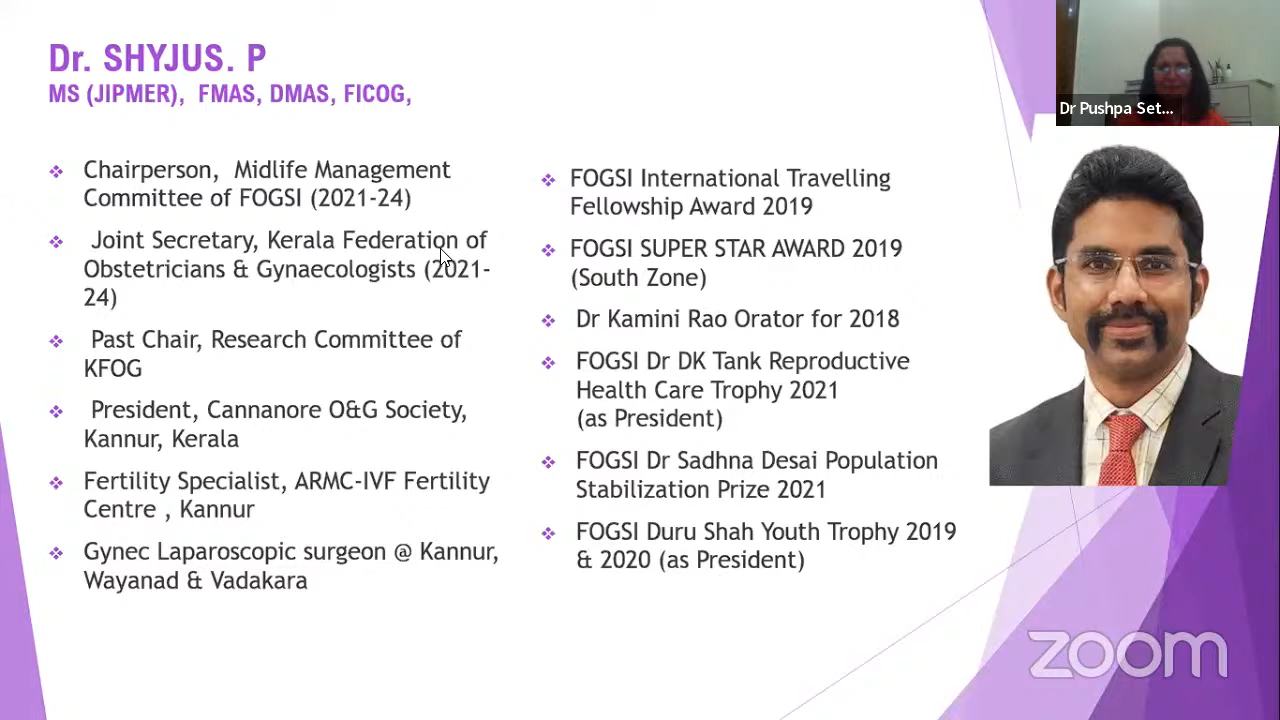 Dr. SHYJUS. P
MS (JIPMER), FMAS, DMAS, FICOG,
Chairperson, Midlife Management
Committee of FOGSI (2021-24)
Joint Secretary, Kerala Federation of
Obstetricians & Gynaecologists (2021-
24)
Past Chair, Research Committee of
KFOG
President, Cannanore O&G Society,
Kannur, Kerala
Fertility Specialist, ARMC-IVF Fertility
Centre , Kannur
Gynec Laparoscopic surgeon @ Kannur,
Wayanad & Vadakara
FOGSI International Travelling
Fellowship Award 2019
FOGSI SUPER STAR AWARD 2019
(South Zone)
Dr Kamini Rao Orator for 2018
FOGSI Dr DK Tank Reproductive
Health Care Trophy 2021
(as President)
FOGSI Dr Sadhna Desai Population
Stabilization Prize 2021
FOGSI Duru Shah Youth Trophy 2019
& 2020 (as President)
Dr Pushpa Set...
zoom